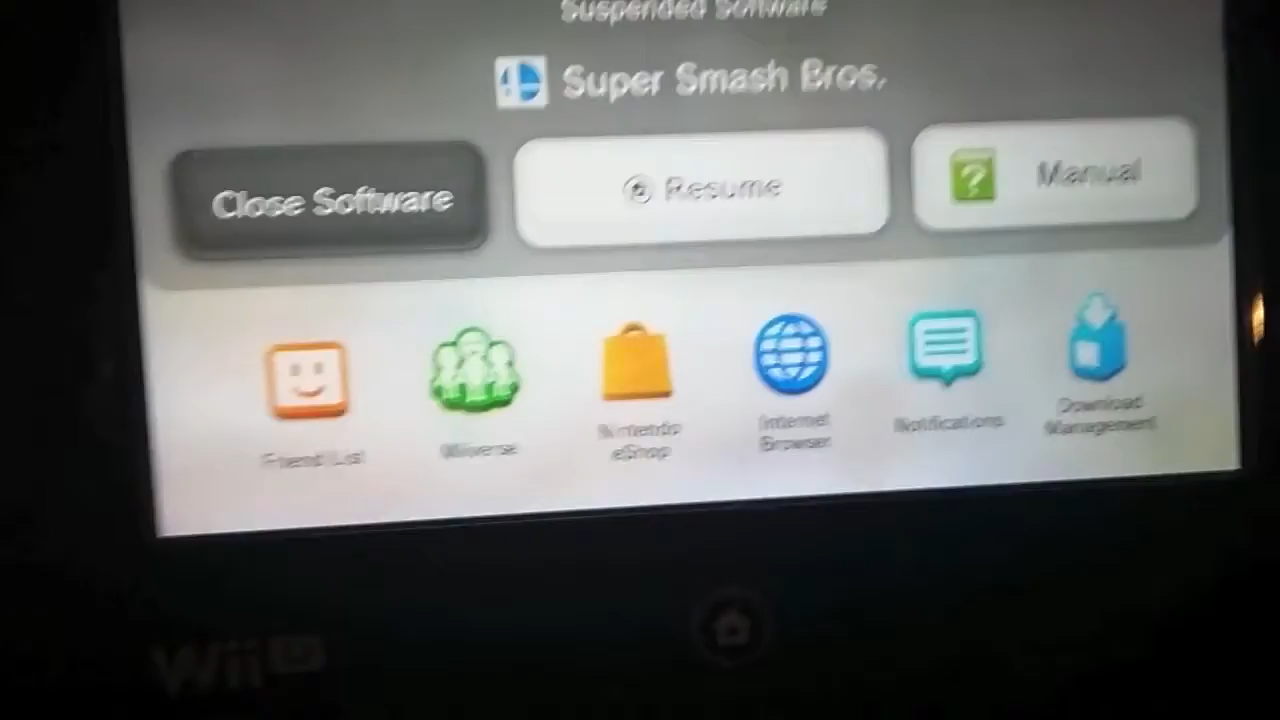 Suspended Software
Super Smash Bros.
Close Software
Resume
Manual
Friend List
Miiverse
Nintendo
eShop
Internet
Browser
Notifications
Download
Management
Wii U